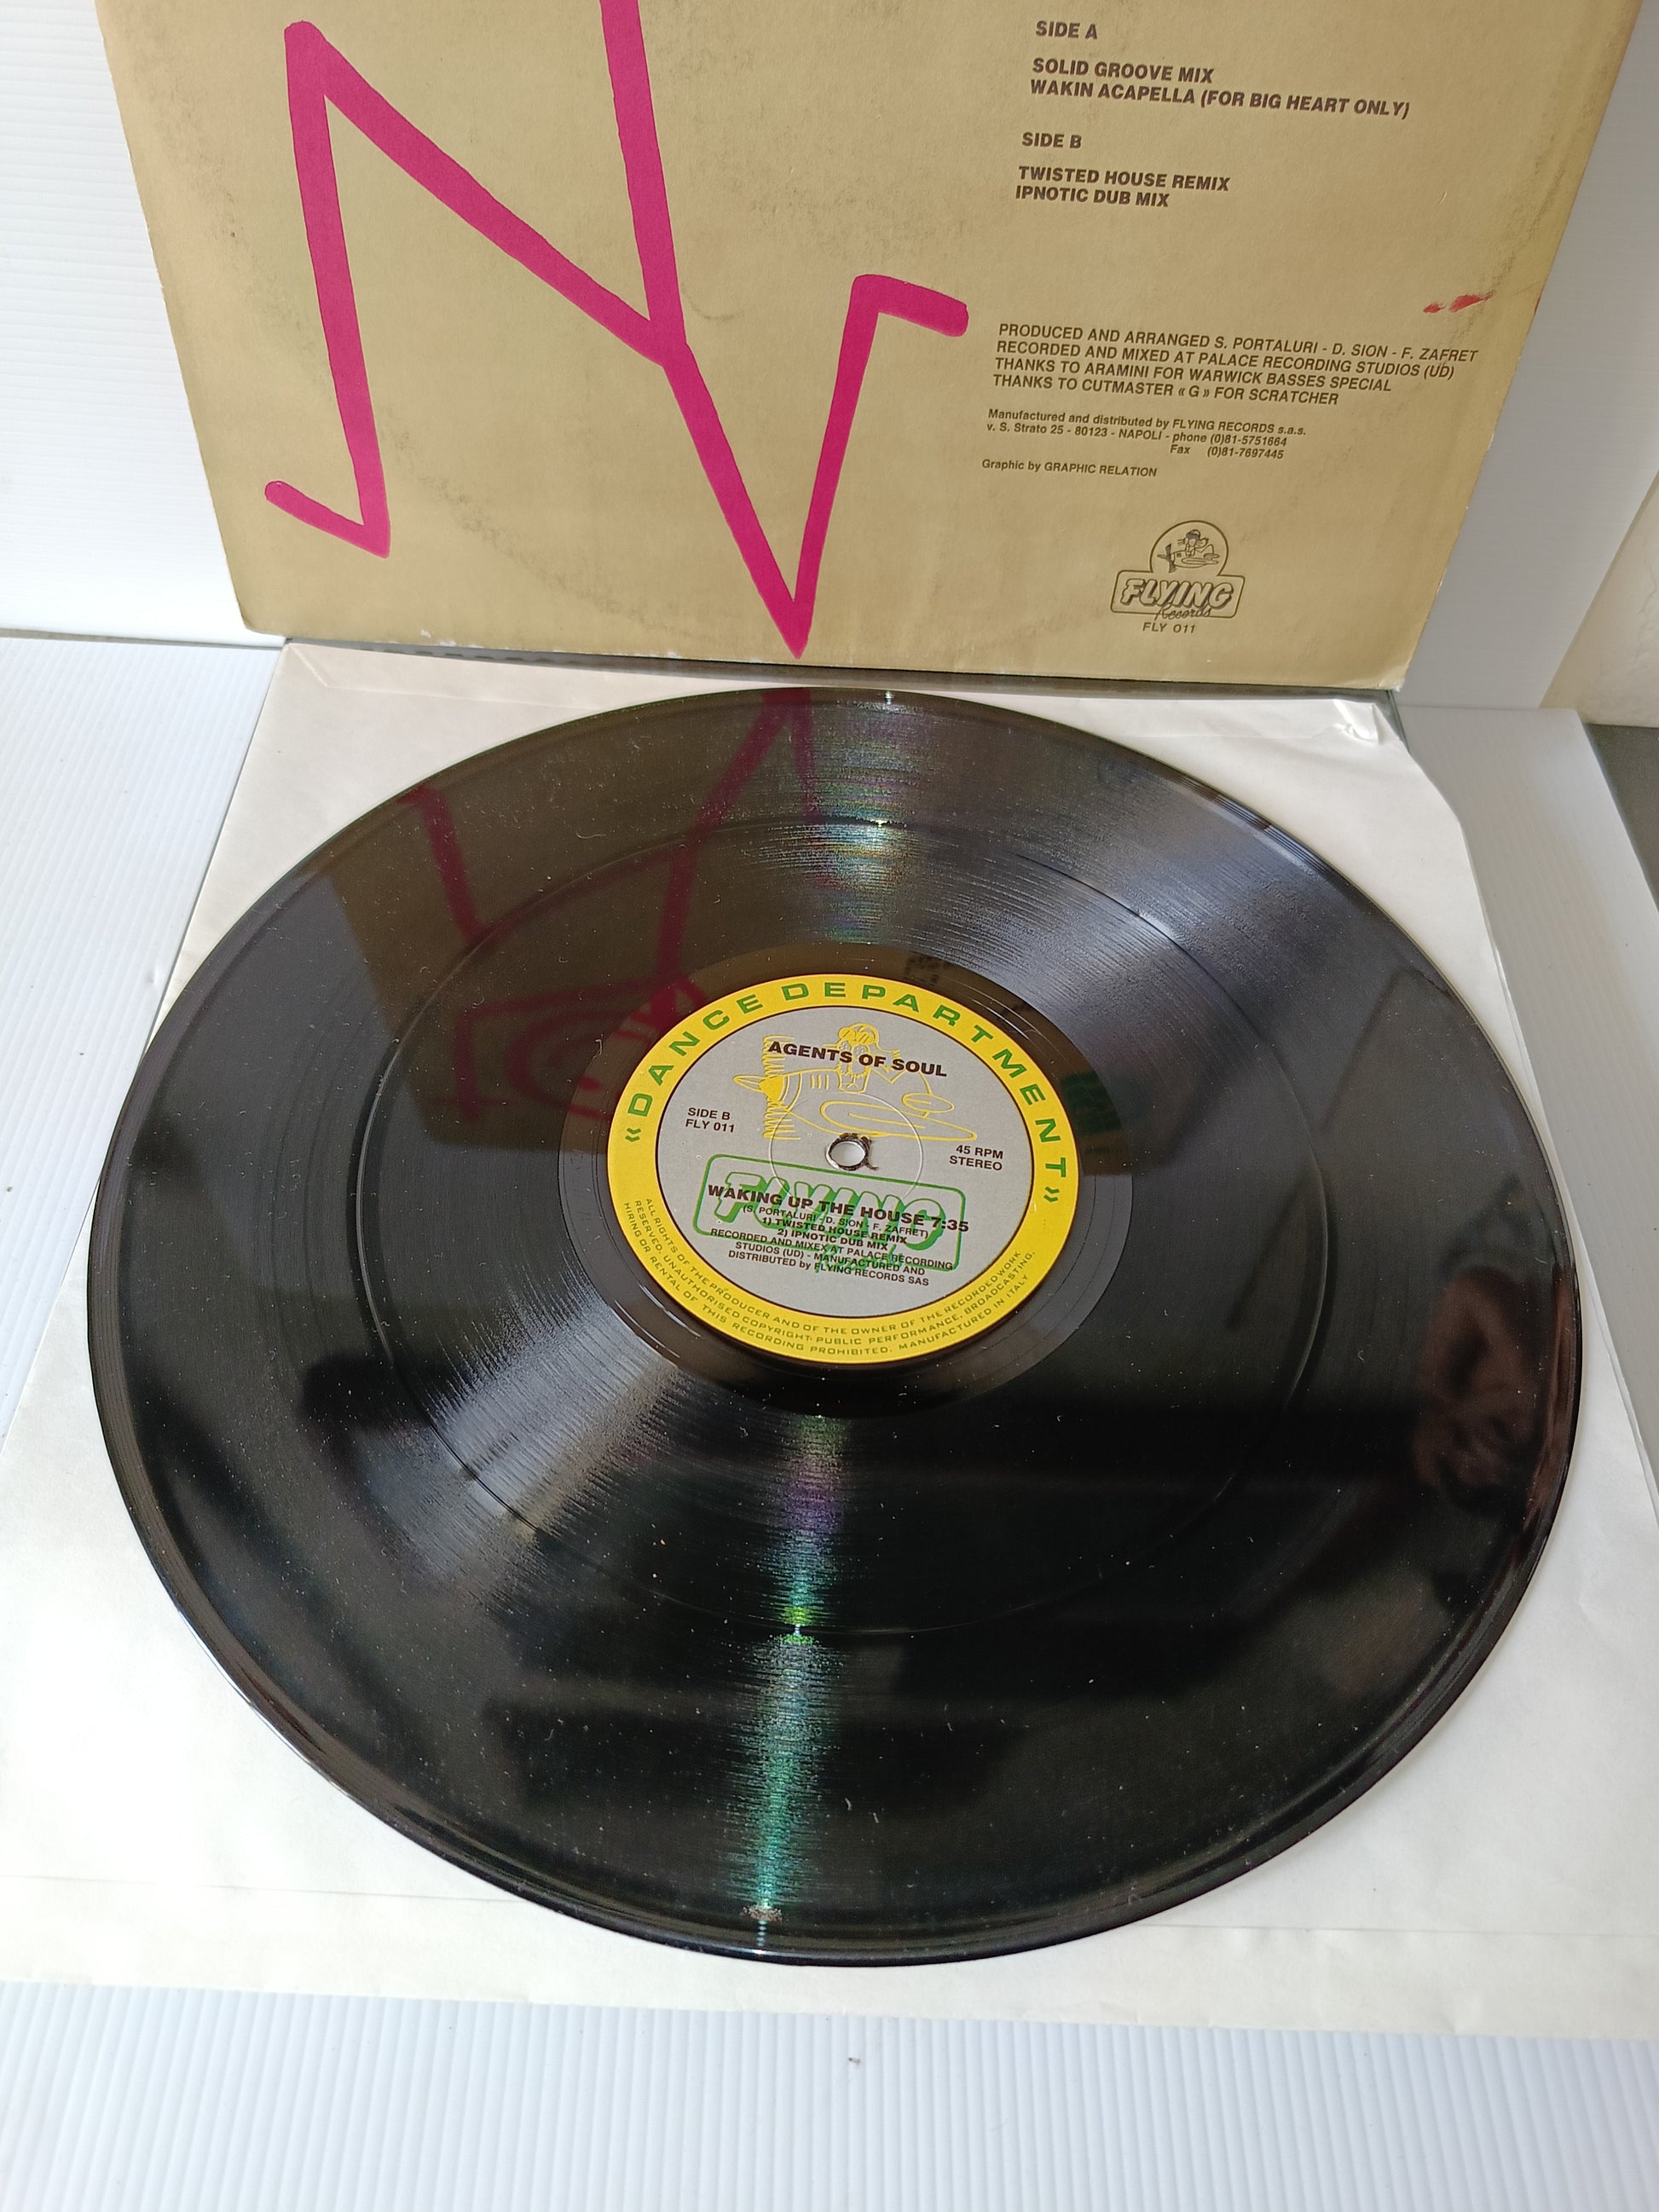 SIDE A
SOLID GROOVE MIX
WAKIN ACAPELLA (FOR BIG HEART ONLY)
SIDE B
TWISTED HOUSE REMIX
IPNOTIC DUB MIX
PRODUCED AND ARRANGED S. PORTALURI - D. SION - F. ZAFRET
RECORDED AND MIXED AT PALACE RECORDING STUDIOS (UD)
THANKS TO ARAMINI FOR WARWICK BASSES SPECIAL
THANKS TO CUTMASTER « G » FOR SCRATCHER
Manufactured and distributed by FLYING RECORDS s.a.s.
v. S. Strato 25 - 80123 - NAPOLI - phone (0)81-5751664
Fax (0)81-7697445
Graphic by GRAPHIC RELATION
FLYING
Records
FLY 011
«DANCE DEPARTMENT»
AGENTS OF SOUL
SIDE B
FLY 011
45 RPM
STEREO
FLYING
WAKING UP THE HOUSE 7:35
(S. PORTALURI - D. SION - F. ZAFRET)
1) TWISTED HOUSE REMIX
2) IPNOTIC DUB MIX
RECORDED AND MIXEX AT PALACE RECORDING
STUDIOS (UD) - MANUFACTURED AND
DISTRIBUTED by FLYING RECORDS SAS
ALL RIGHTS OF THE PRODUCER AND OF THE OWNER OF THE RECORDED WORK
RESERVED. UNAUTHORISED COPYRIGHT. PUBLIC PERFORMANCE, BROADCASTING,
HIRING OR RENTAL OF THIS RECORDING PROHIBITED. MANUFACTURED IN ITALY